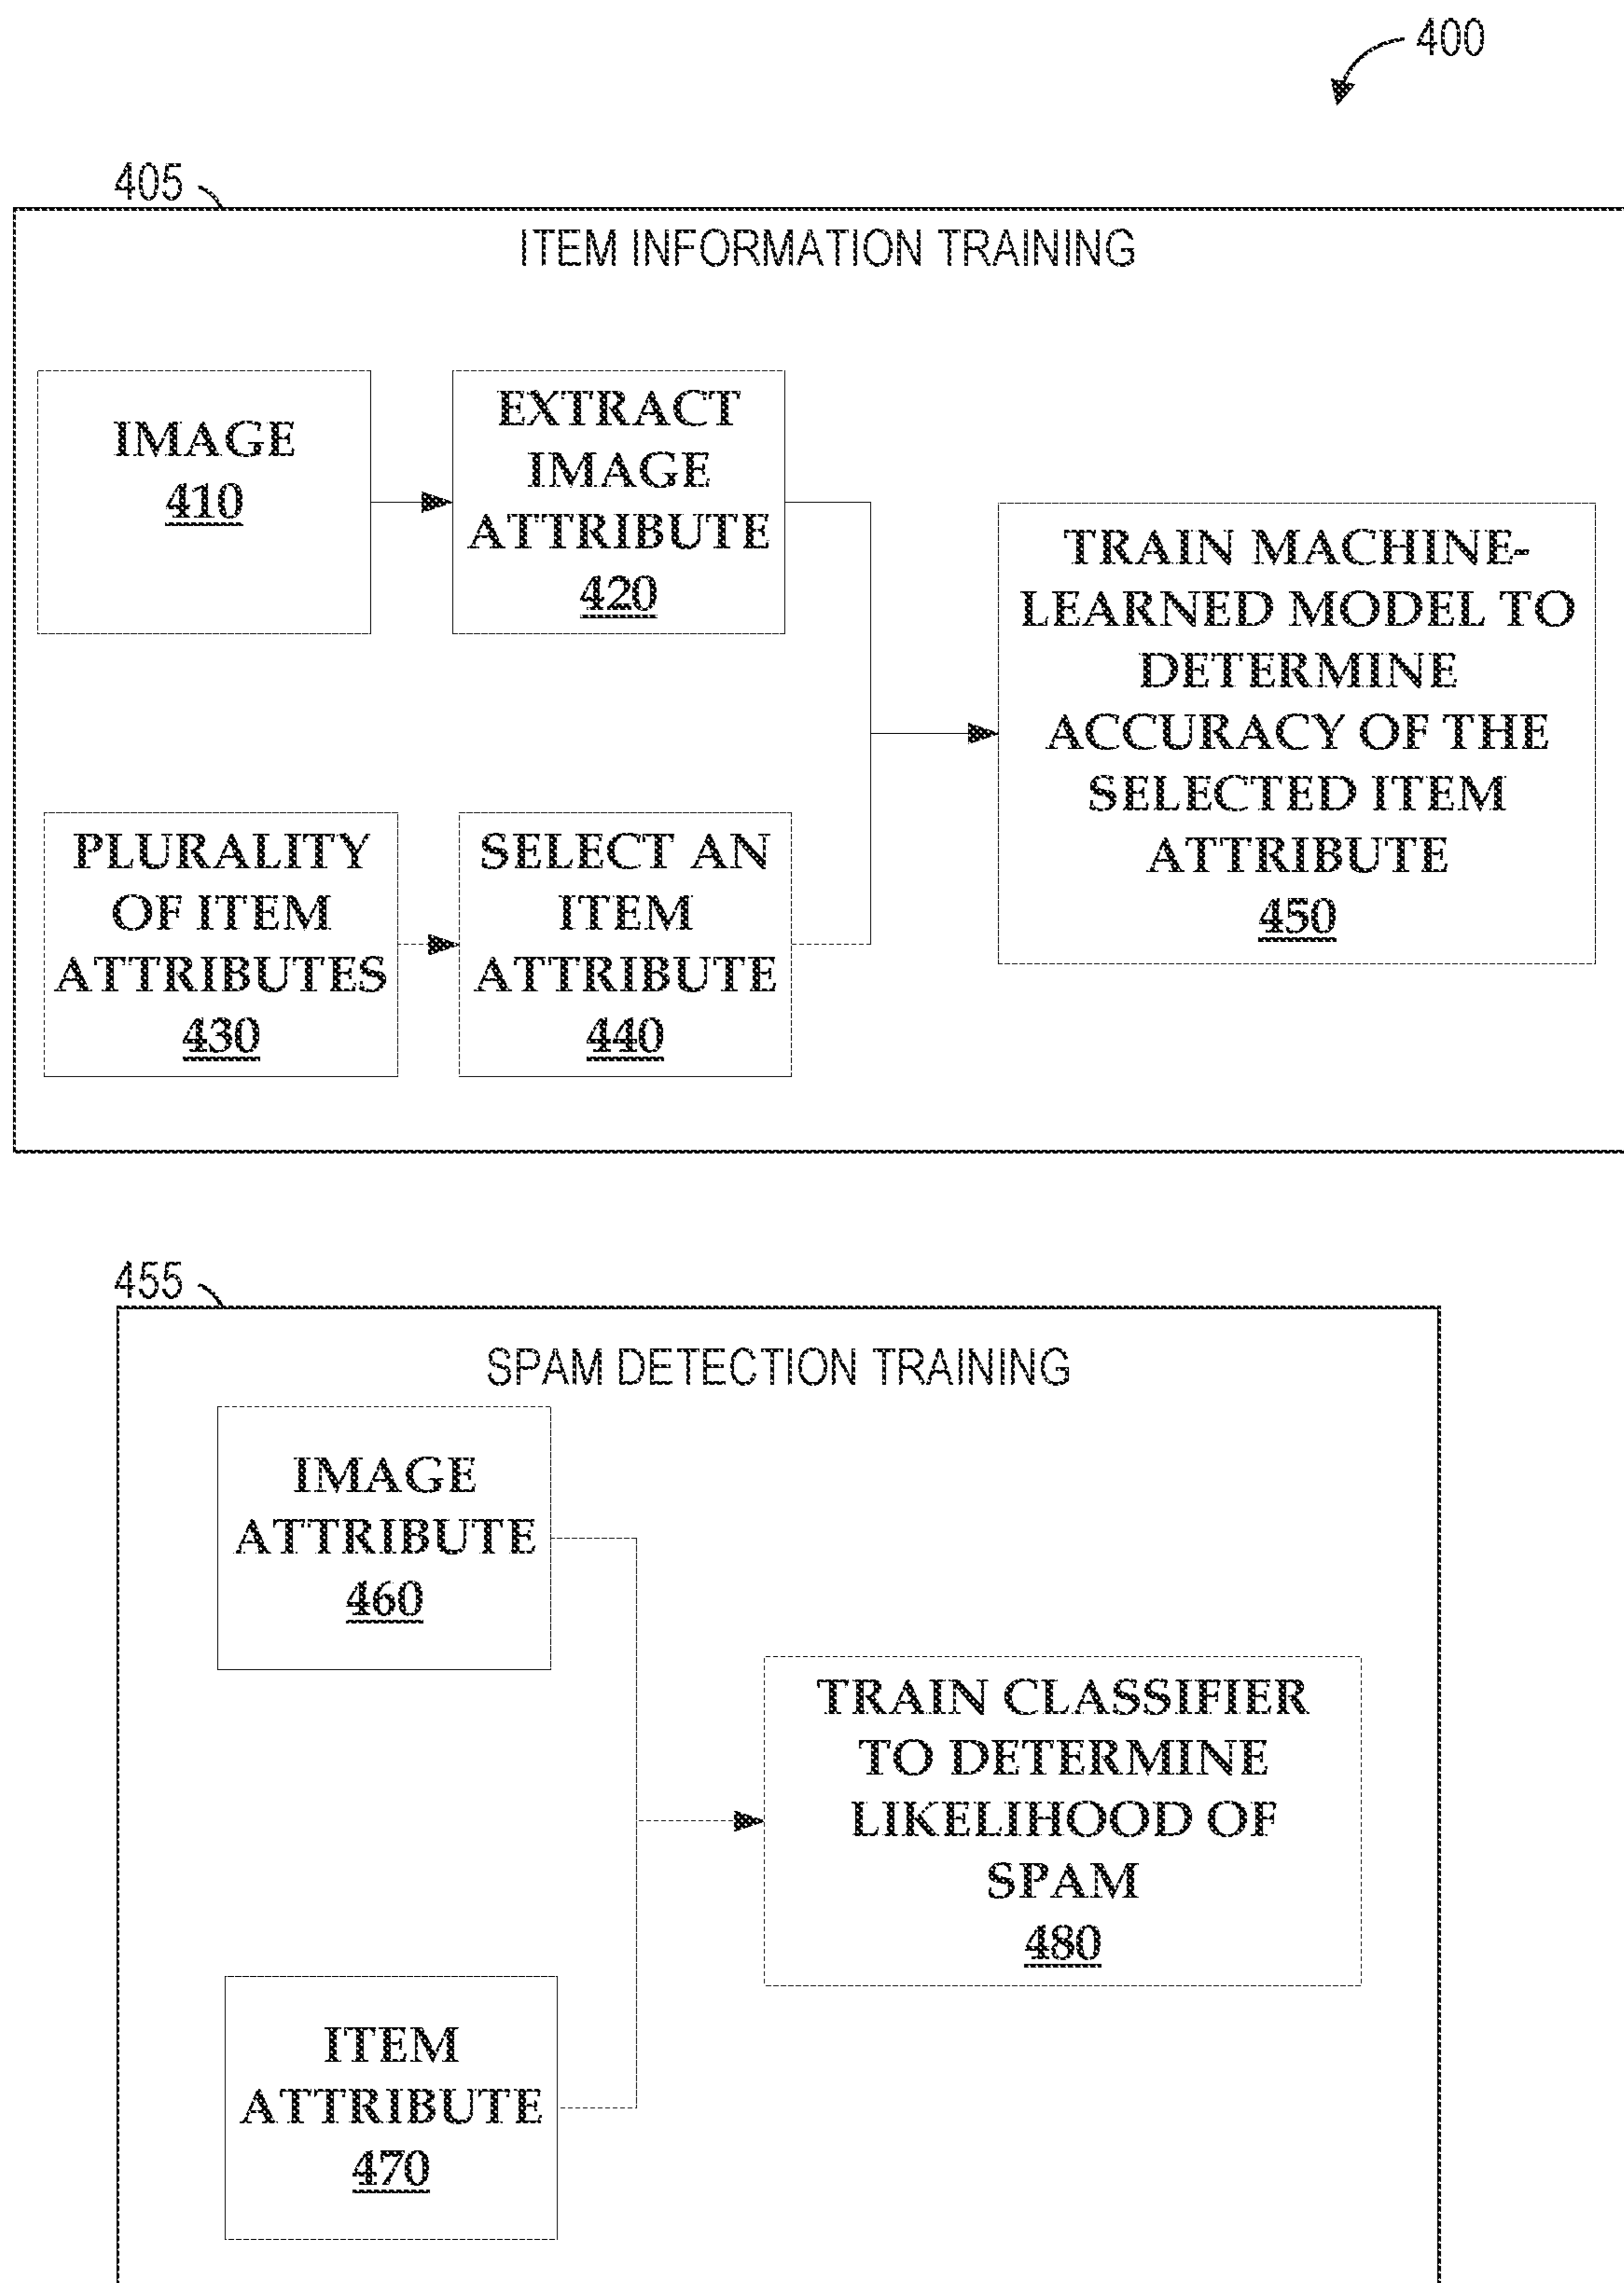 400
405
ITEM INFORMATION TRAINING
IMAGE
410
EXTRACT
IMAGE
ATTRIBUTE
420
PLURALITY
OF ITEM
ATTRIBUTES
430
SELECT AN
ITEM
ATTRIBUTE
440
TRAIN MACHINE-
LEARNED MODEL TO
DETERMINE
ACCURACY OF THE
SELECTED ITEM
ATTRIBUTE
450
455
SPAM DETECTION TRAINING
IMAGE
ATTRIBUTE
460
ITEM
ATTRIBUTE
470
TRAIN CLASSIFIER
TO DETERMINE
LIKELIHOOD OF
SPAM
480